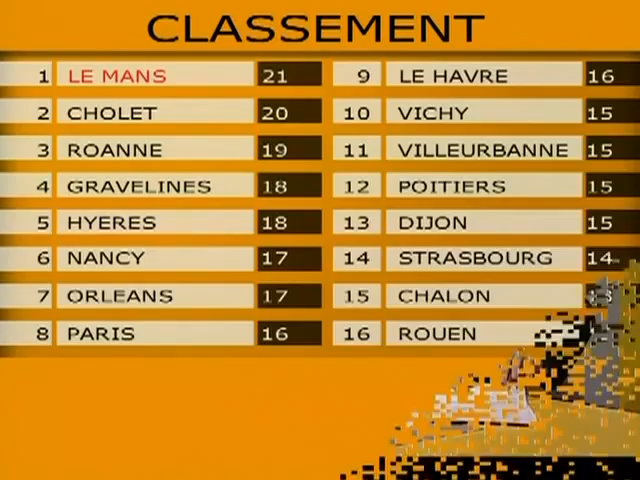 CLASSEMENT
1 LE MANS 21
2 CHOLET 20
3 ROANNE 19
4 GRAVELINES 18
5 HYERES 18
6 NANCY 17
7 ORLEANS 17
8 PARIS 16
9 LE HAVRE 16
10 VICHY 15
11 VILLEURBANNE 15
12 POITIERS 15
13 DIJON 15
14 STRASBOURG 14
15 CHALON
16 ROUEN